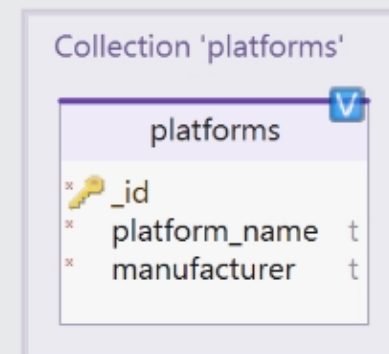 Collection 'platforms'
V
platforms
* _id
* platform_name t
* manufacturer t